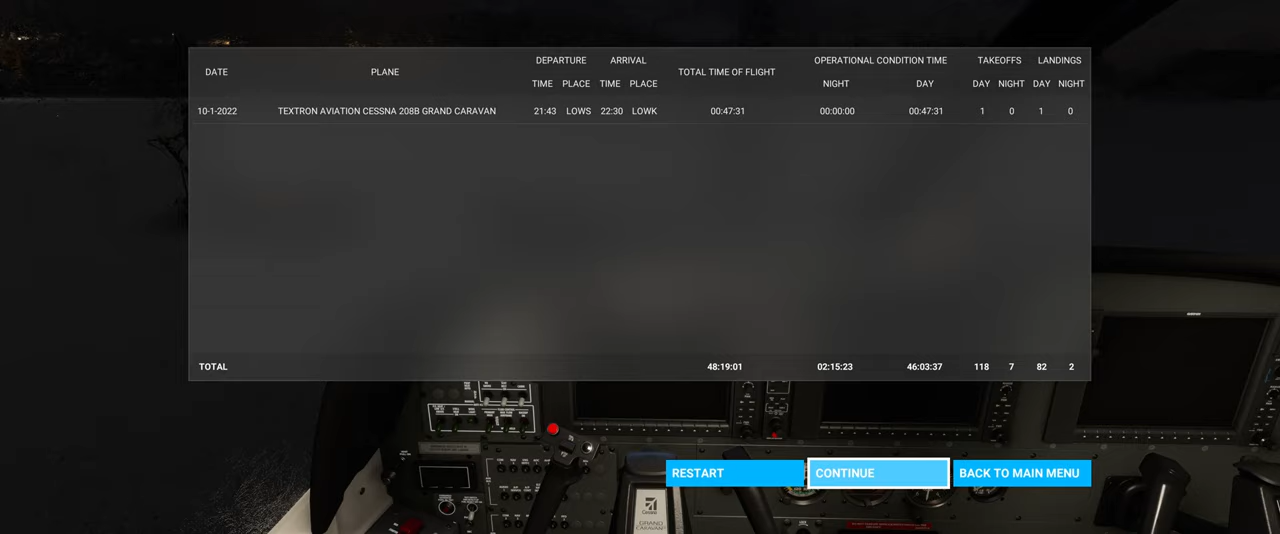 DEPARTURE ARRIVAL OPERATIONAL CONDITION TIME TAKEOFFS LANDINGS
DATE PLANE TOTAL TIME OF FLIGHT
TIME PLACE TIME PLACE NIGHT DAY DAY NIGHT DAY NIGHT
10-1-2022 TEXTRON AVIATION CESSNA 208B GRAND CARAVAN 21:43 LOWS 22:30 LOWK 00:47:31 00:00:00 00:47:31 1 0 1 0
TOTAL 48:19:01 02:15:23 46:03:37 118 7 82 2
RESTART CONTINUE BACK TO MAIN MENU
Cessna
GRAND
CARAVAN